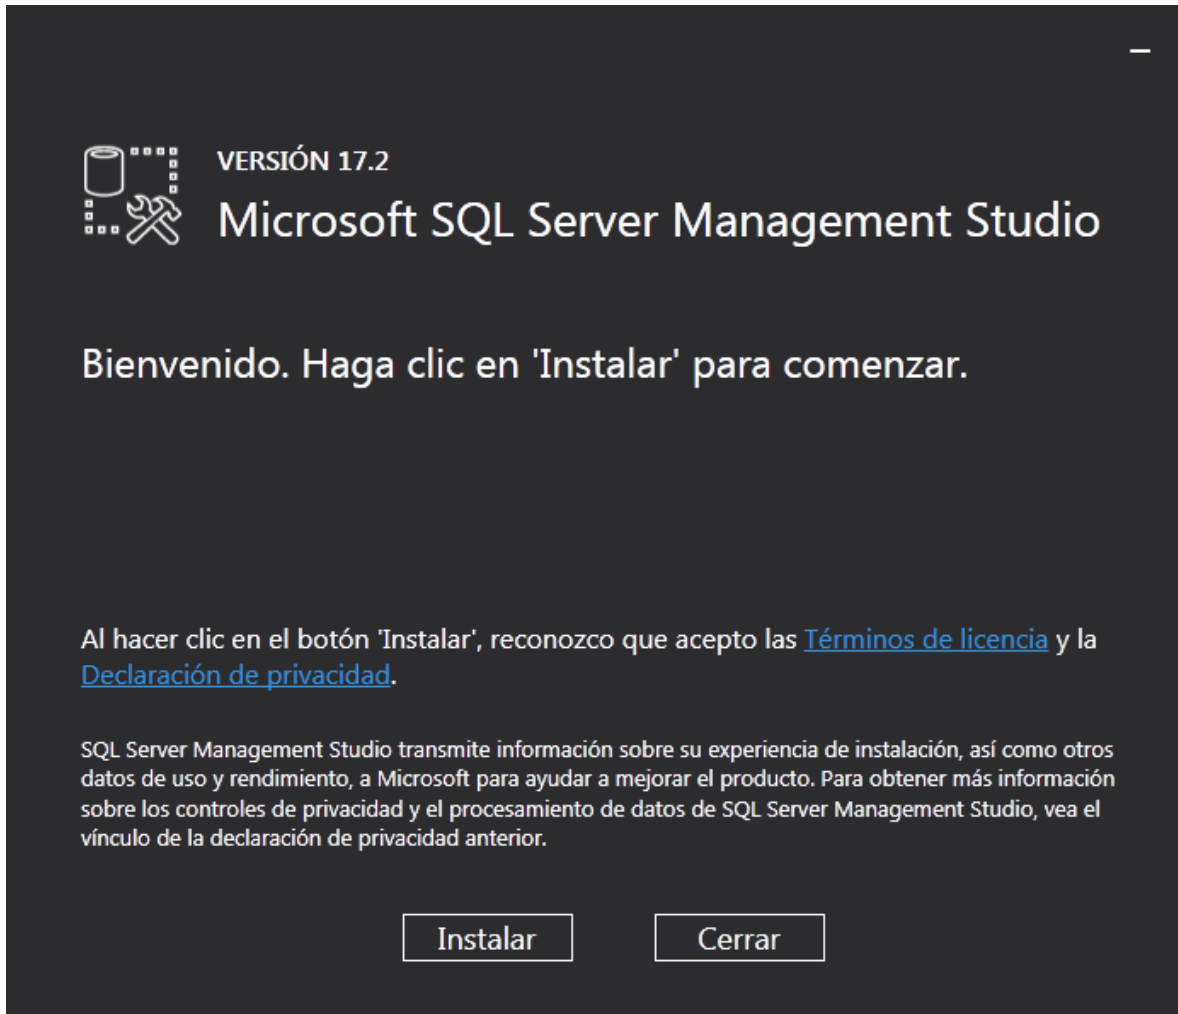 VERSIÓN 17.2
Microsoft SQL Server Management Studio
Bienvenido. Haga clic en 'Instalar' para comenzar.
Al hacer clic en el botón 'Instalar', reconozco que acepto las Términos de licencia y la
Declaración de privacidad.
SQL Server Management Studio transmite información sobre su experiencia de instalación, así como otros
datos de uso y rendimiento, a Microsoft para ayudar a mejorar el producto. Para obtener más información
sobre los controles de privacidad y el procesamiento de datos de SQL Server Management Studio, vea el
vínculo de la declaración de privacidad anterior.
Instalar Cerrar